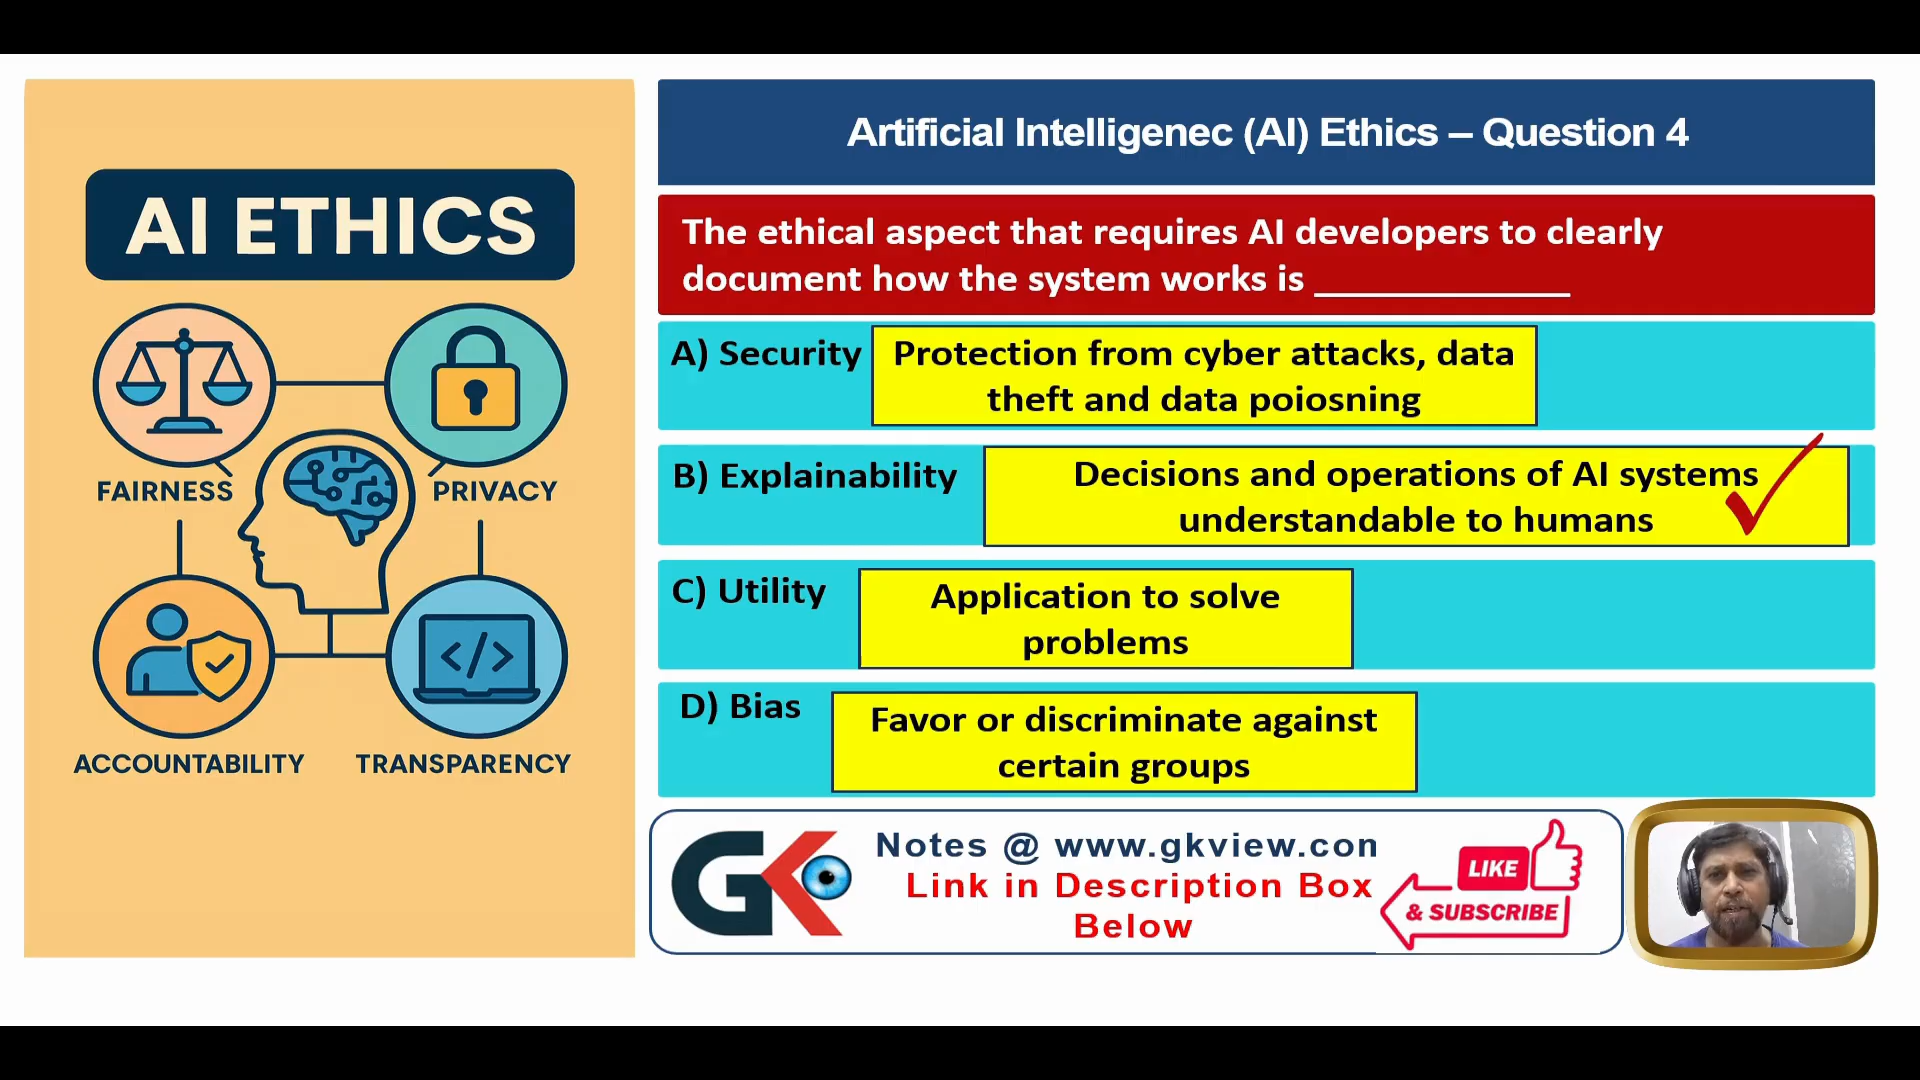 AI ETHICS
FAIRNESS
PRIVACY
</>
ACCOUNTABILITY
TRANSPARENCY
Artificial Intelligenec (AI) Ethics – Question 4
The ethical aspect that requires AI developers to clearly
document how the system works is ____________
A) Security
Protection from cyber attacks, data
theft and data poiosning
B) Explainability
Decisions and operations of AI systems
understandable to humans
C) Utility
Application to solve
problems
D) Bias
Favor or discriminate against
certain groups
GK
Notes @ www.gkview.con
Link in Description Box
Below
LIKE
& SUBSCRIBE